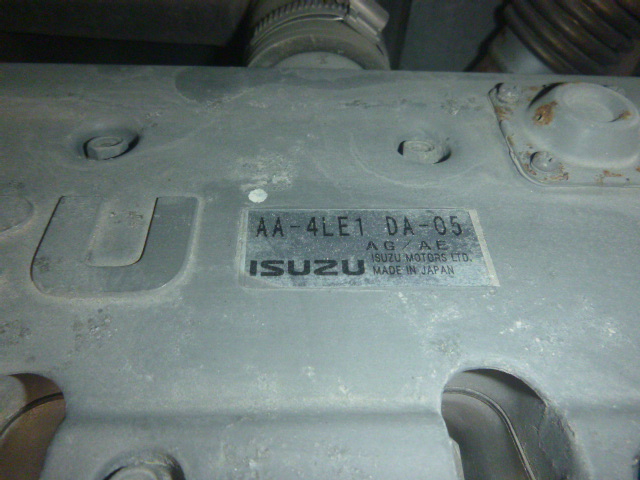 AA-4LE1 DA-05
AG/AE
ISUZU ISUZU MOTORS LTD.
MADE IN JAPAN